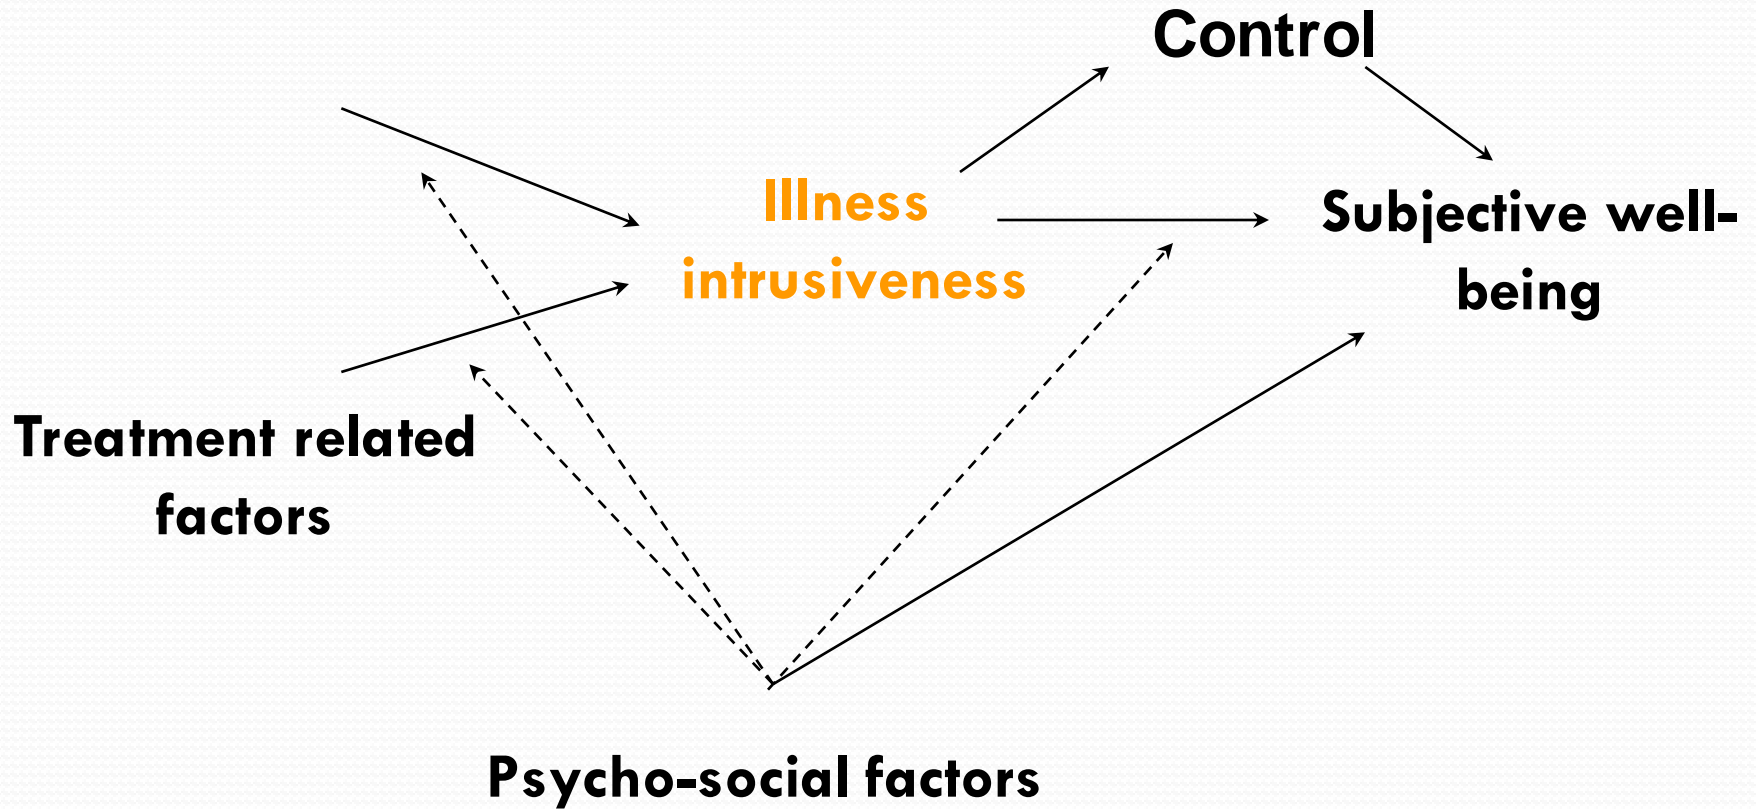 Control
Illness
intrusiveness
Subjective well-
being
Treatment related
factors
Psycho-social factors